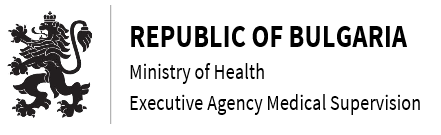 REPUBLIC OF BULGARIA
Ministry of Health
Executive Agency Medical Supervision